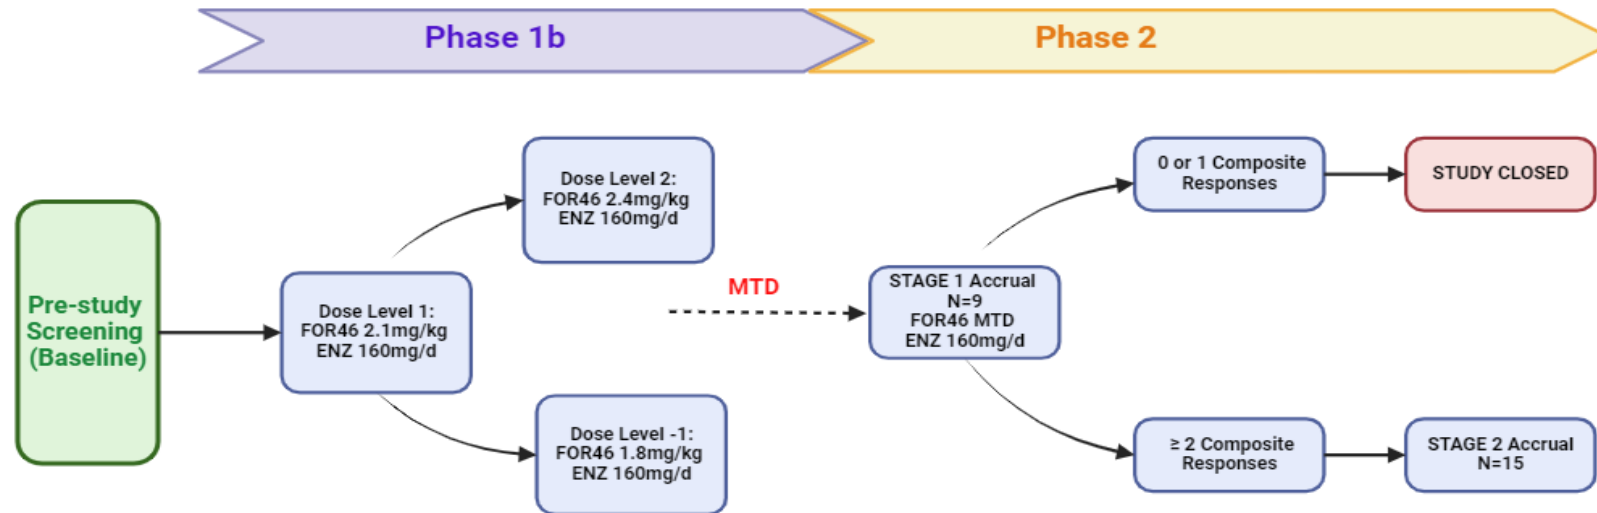 Phase 1b
Phase 2
Pre-study
Screening
(Baseline)
Dose Level 1:
FOR46 2.1mg/kg
ENZ 160mg/d
Dose Level 2:
FOR46 2.4mg/kg
ENZ 160mg/d
Dose Level -1:
FOR46 1.8mg/kg
ENZ 160mg/d
MTD
STAGE 1 Accrual
N=9
FOR46 MTD
ENZ 160mg/d
0 or 1 Composite
Responses
STUDY CLOSED
≥ 2 Composite
Responses
STAGE 2 Accrual
N=15